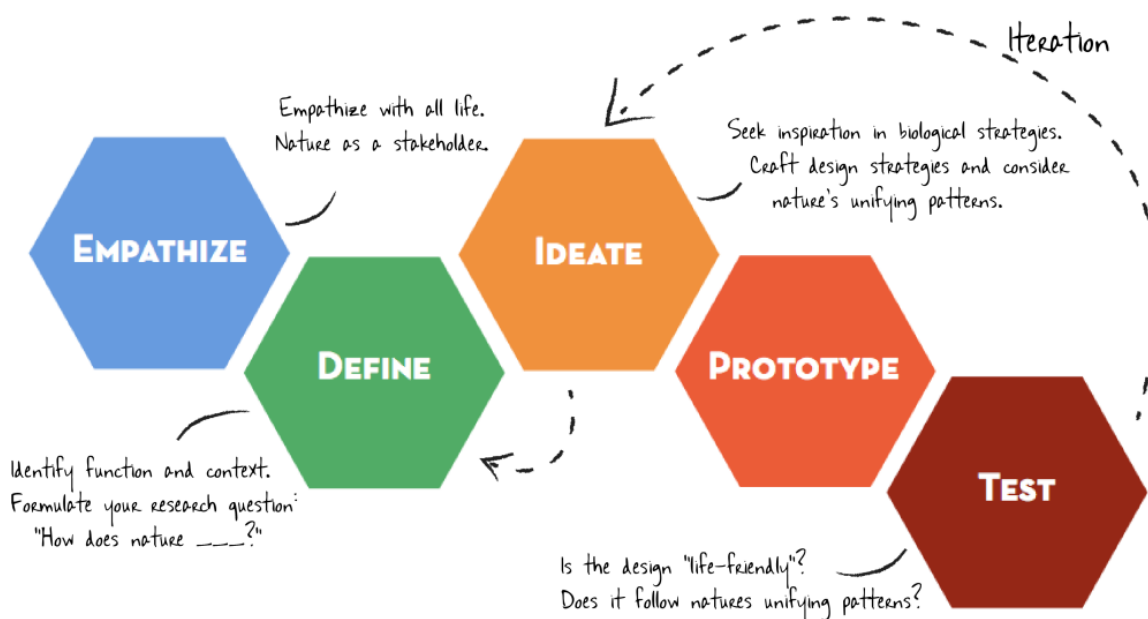 Iteration
Empathize with all life.
Nature as a stakeholder.
Seek inspiration in biological strategies.
Craft design strategies and consider
nature's unifying patterns.
EMPATHIZE
IDEATE
DEFINE
PROTOTYPE
Identify function and context.
Formulate your research question:
"How does nature ___?"
TEST
Is the design "life-friendly"?
Does it follow natures unifying patterns?